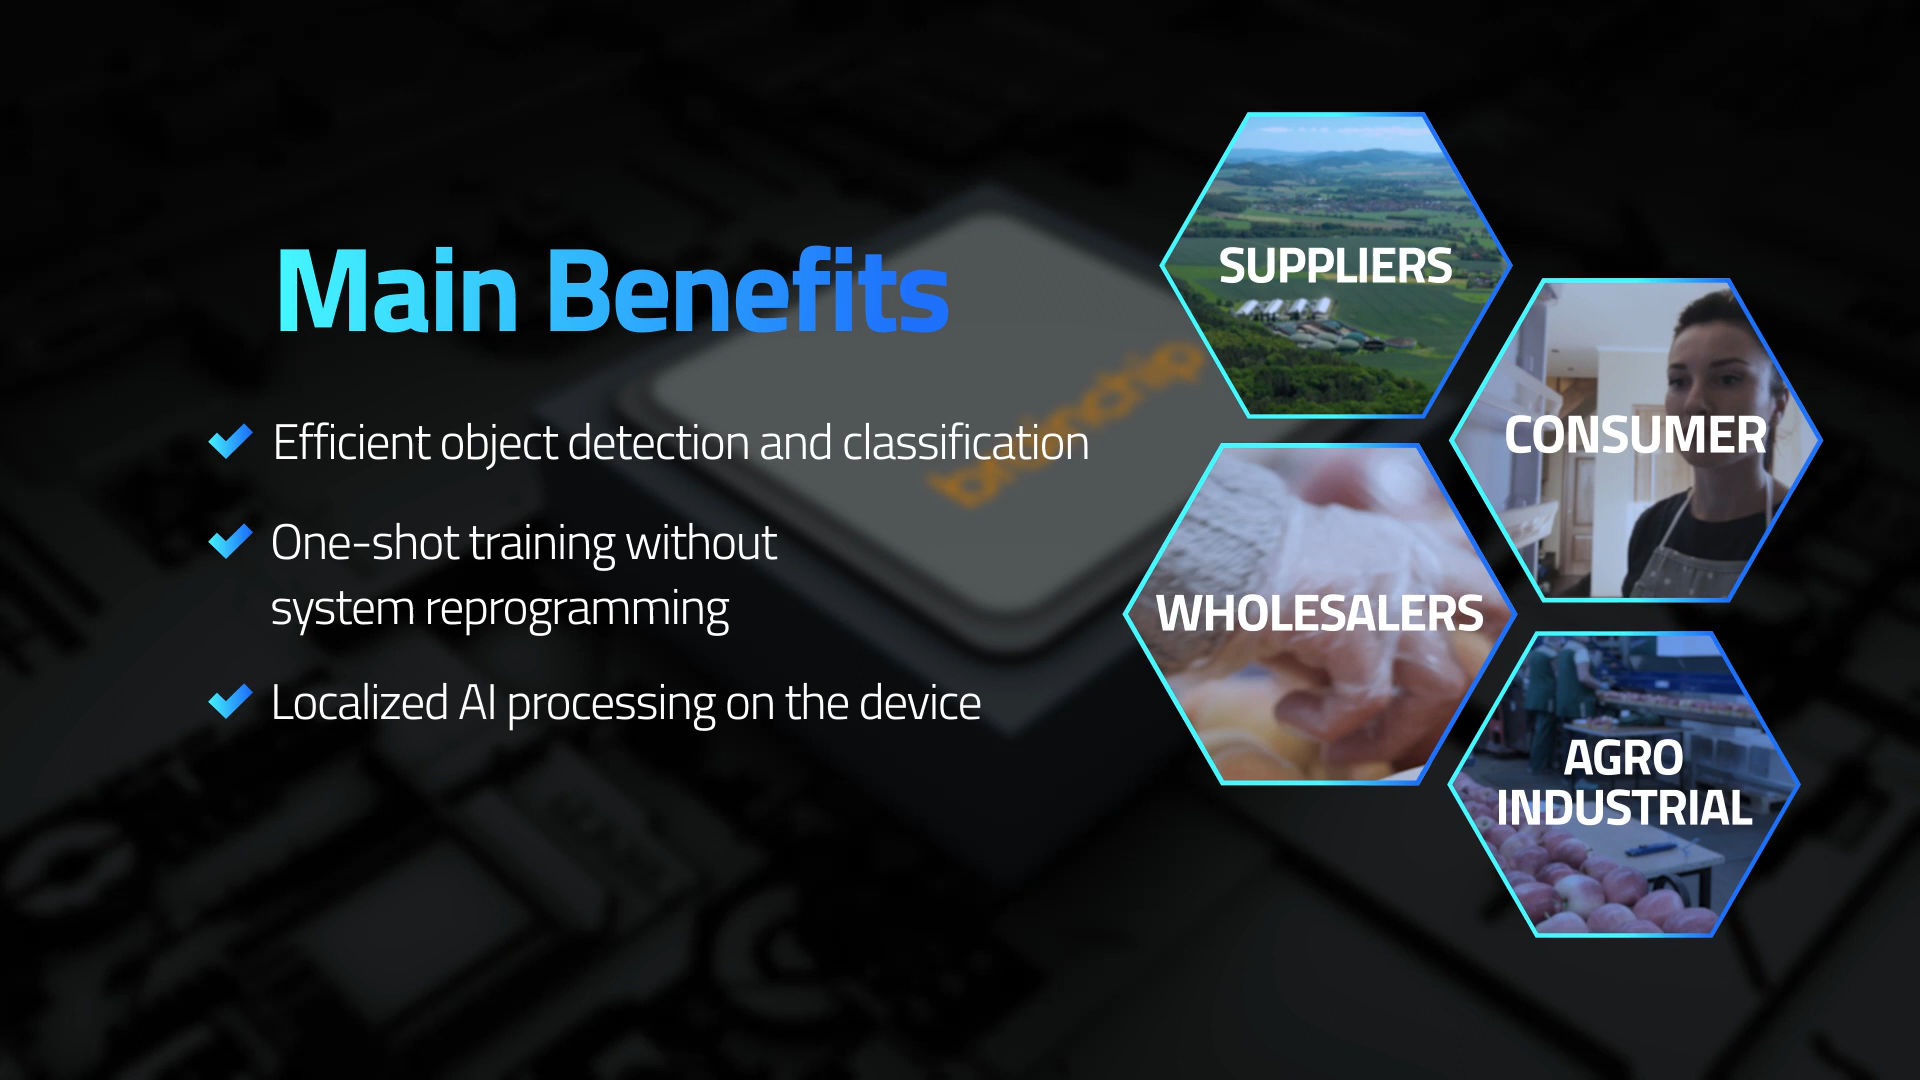 Main Benefits
Efficient object detection and classification
One-shot training without
system reprogramming
Localized AI processing on the device
SUPPLIERS
CONSUMER
WHOLESALERS
AGRO
INDUSTRIAL
brainchip